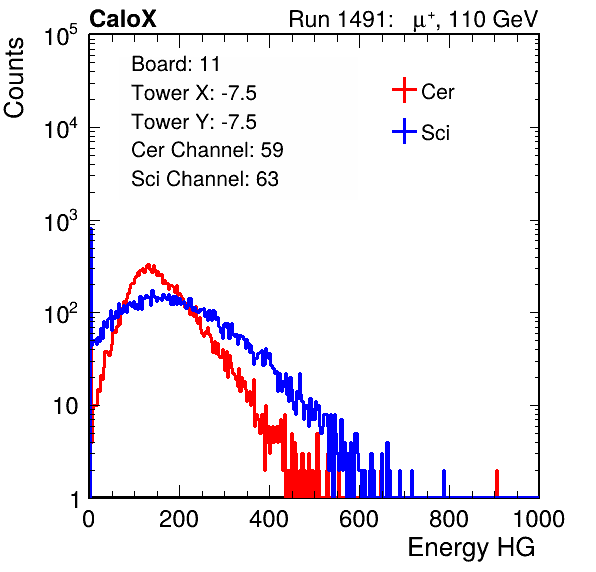 CaloX Run 1491: μ⁺, 110 GeV
Counts
10⁵
10⁴
10³
10²
10
1
Board: 11
Tower X: -7.5
Tower Y: -7.5
Cer Channel: 59
Sci Channel: 63
Cer
Sci
0 200 400 600 800 1000
Energy HG